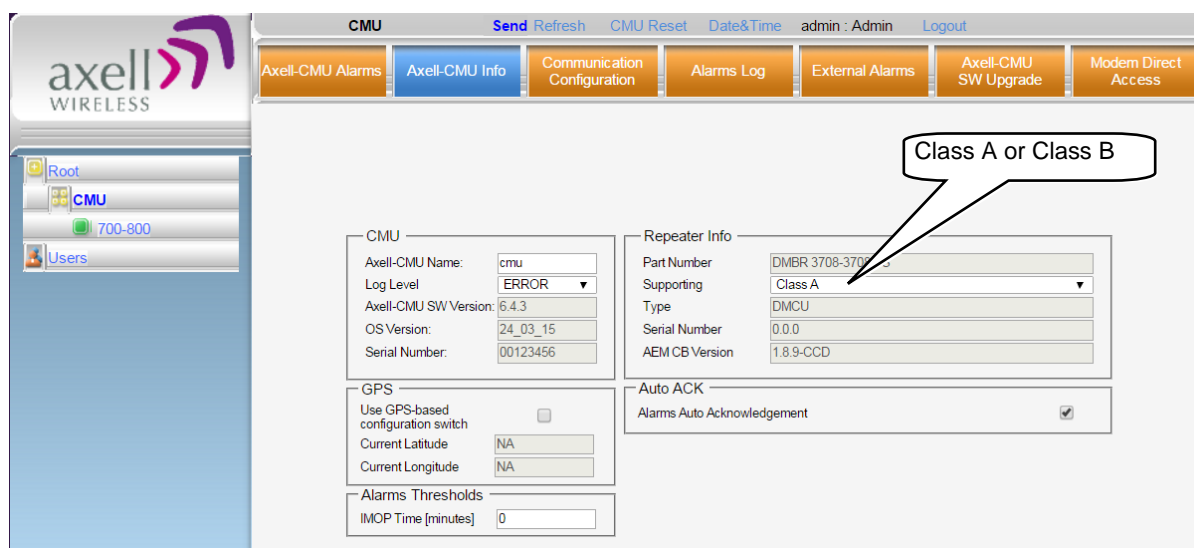 axell
WIRELESS
CMU Send Refresh CMU Reset Date&Time admin : Admin Logout
Axell-CMU Alarms
Axell-CMU Info
Communication
Configuration
Alarms Log
External Alarms
Axell-CMU
SW Upgrade
Modem Direct
Access
Root
CMU
700-800
Users
Class A or Class B
CMU
Axell-CMU Name: cmu
Log Level ERROR
Axell-CMU SW Version: 6.4.3
OS Version: 24_03_15
Serial Number: 00123456
Repeater Info
Part Number DMBR 3708-3708
Supporting Class A
Type DMCU
Serial Number 0.0.0
AEM CB Version 1.8.9-CCD
GPS
Use GPS-based
configuration switch
Current Latitude NA
Current Longitude NA
Auto ACK
Alarms Auto Acknowledgement
Alarms Thresholds
IMOP Time [minutes] 0